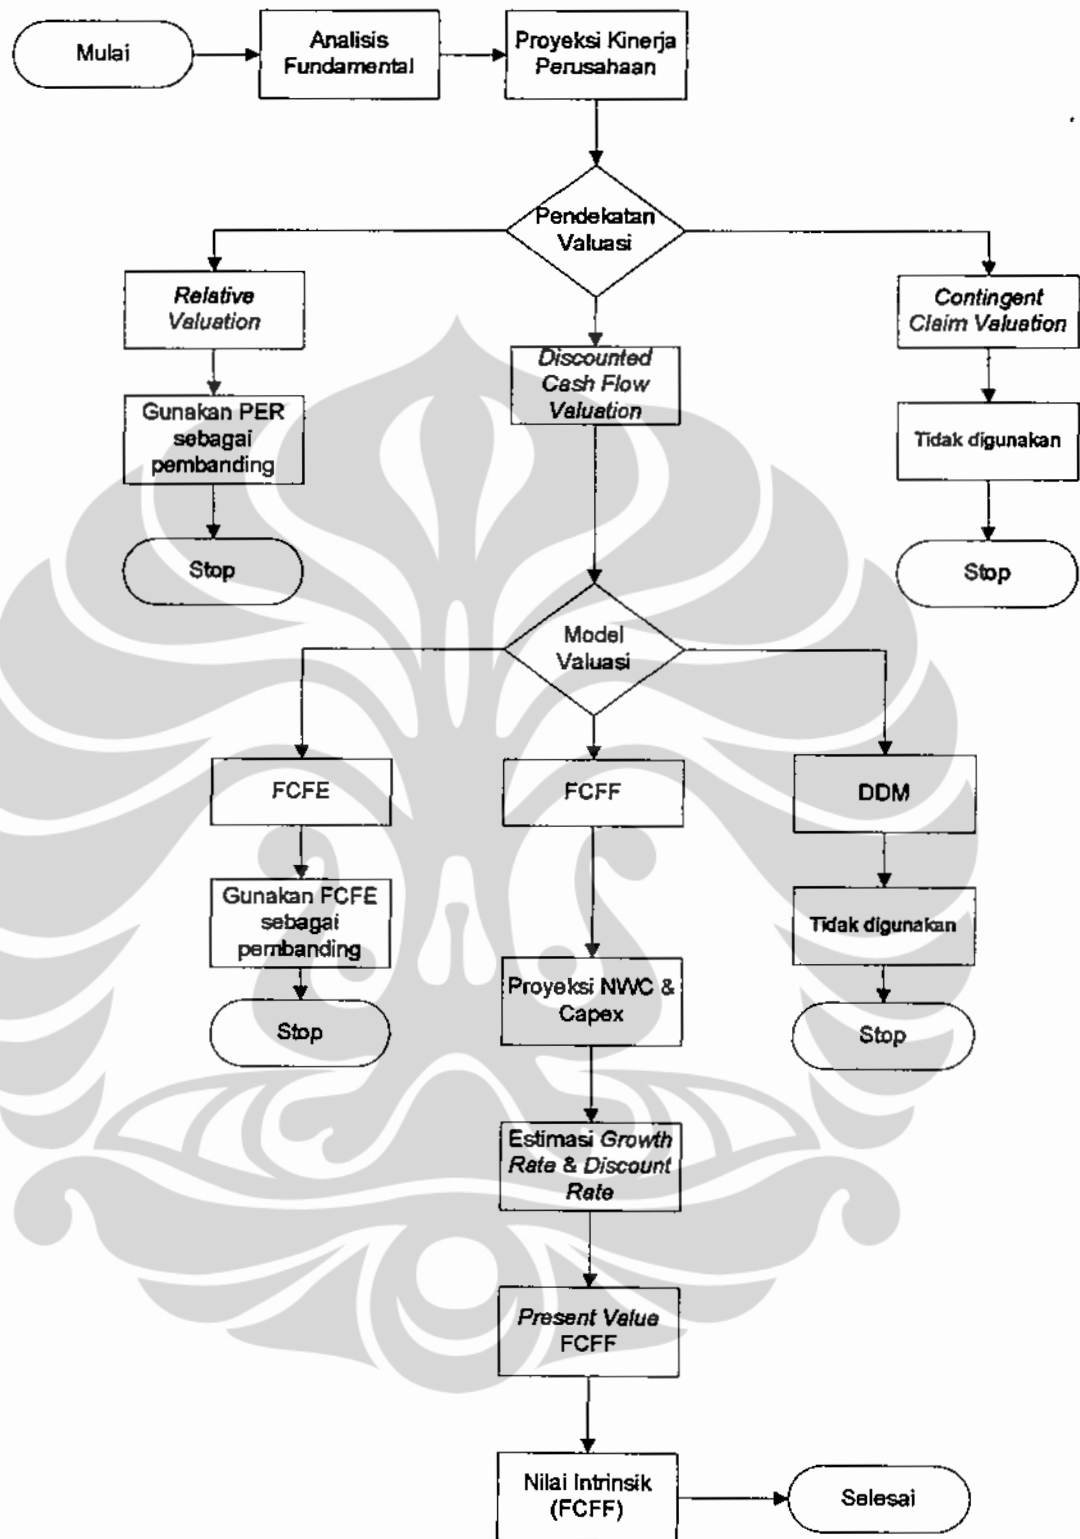 Mulai
Analisis
Fundamental
Proyeksi Kinerja
Perusahaan
Pendekatan
Valuasi
Relative
Valuation
Discounted
Cash Flow
Valuation
Contingent
Claim Valuation
Gunakan PER
sebagai
pembanding
Tidak digunakan
Stop
Stop
Model
Valuasi
FCFE
FCFF
DDM
Gunakan FCFE
sebagai
pembanding
Tidak digunakan
Proyeksi NWC &
Capex
Stop
Stop
Estimasi Growth
Rate & Discount
Rate
Present Value
FCFF
Nilai Intrinsik
(FCFF)
Selesai